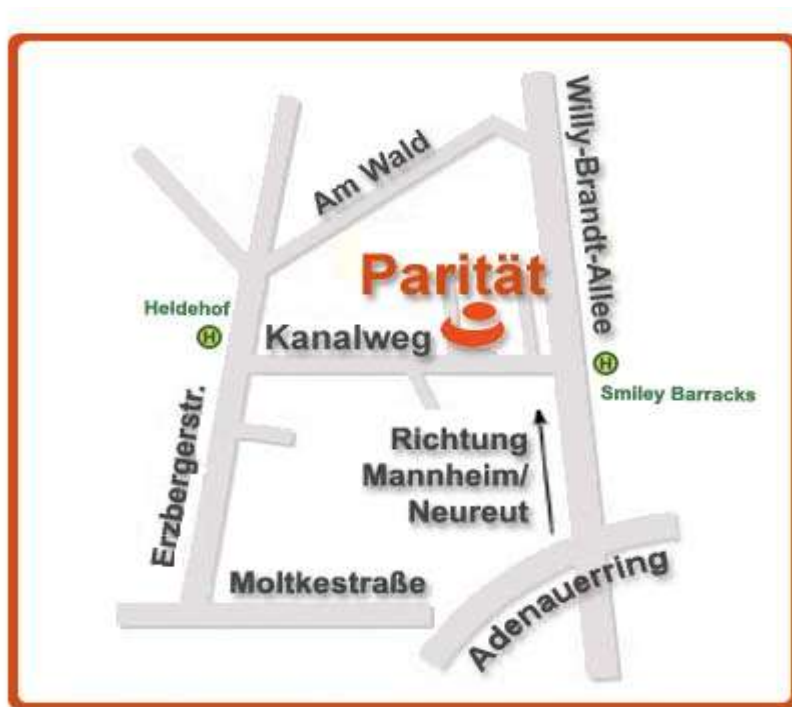 Willy-Brandt-Allee
Am Wald
Parität
Heidehof
H
Kanalweg
H
Smiley Barracks
Erzbergerstr.
Richtung
Mannheim/
Neureut
Moltkestraße
Adenauerring